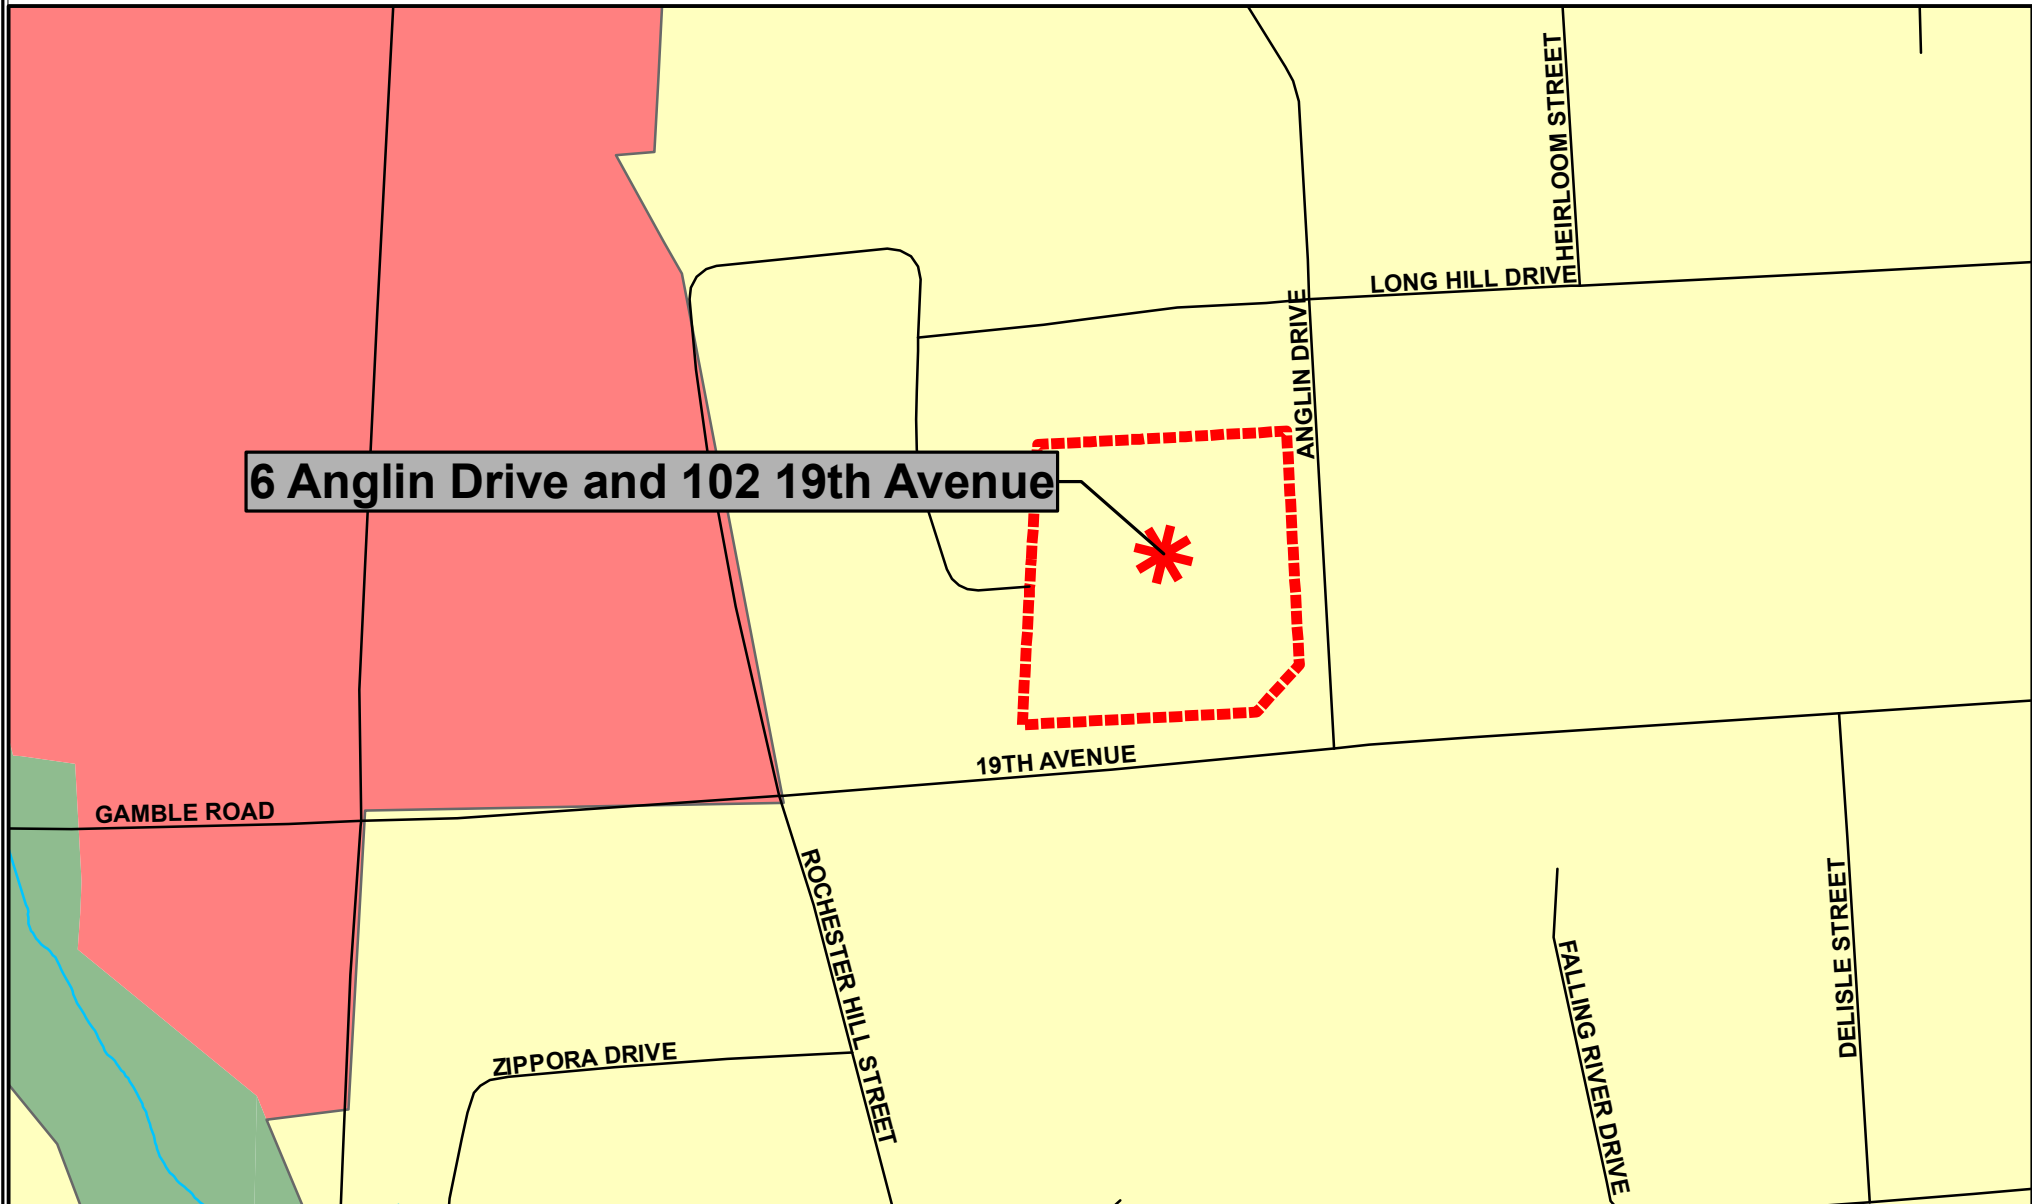 HEIRLOOM STREET
LONG HILL DRIVE
ANGLIN DRIVE
6 Anglin Drive and 102 19th Avenue
19TH AVENUE
GAMBLE ROAD
ROCHESTER HILL STREET
DELISLE STREET
FALLING RIVER DRIVE
ZIPPORA DRIVE